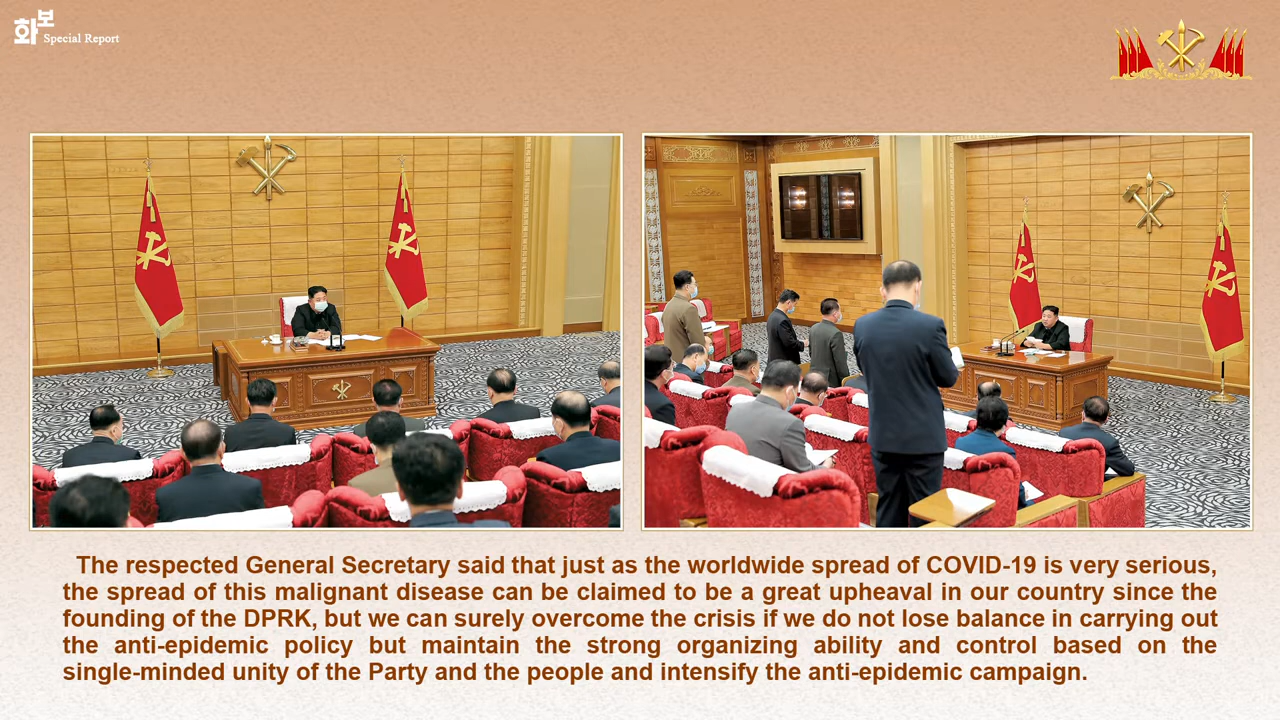 화보
Special Report
The respected General Secretary said that just as the worldwide spread of COVID-19 is very serious,
the spread of this malignant disease can be claimed to be a great upheaval in our country since the
founding of the DPRK, but we can surely overcome the crisis if we do not lose balance in carrying out
the anti-epidemic policy but maintain the strong organizing ability and control based on the
single-minded unity of the Party and the people and intensify the anti-epidemic campaign.